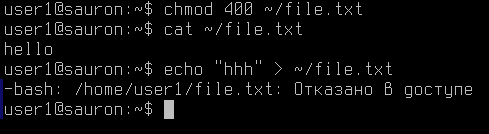 user1@sauron:~$ chmod 400 ~/file.txt
user1@sauron:~$ cat ~/file.txt
hello
user1@sauron:~$ echo "hhh" > ~/file.txt
-bash: /home/user1/file.txt: Отказано в доступе
user1@sauron:~$